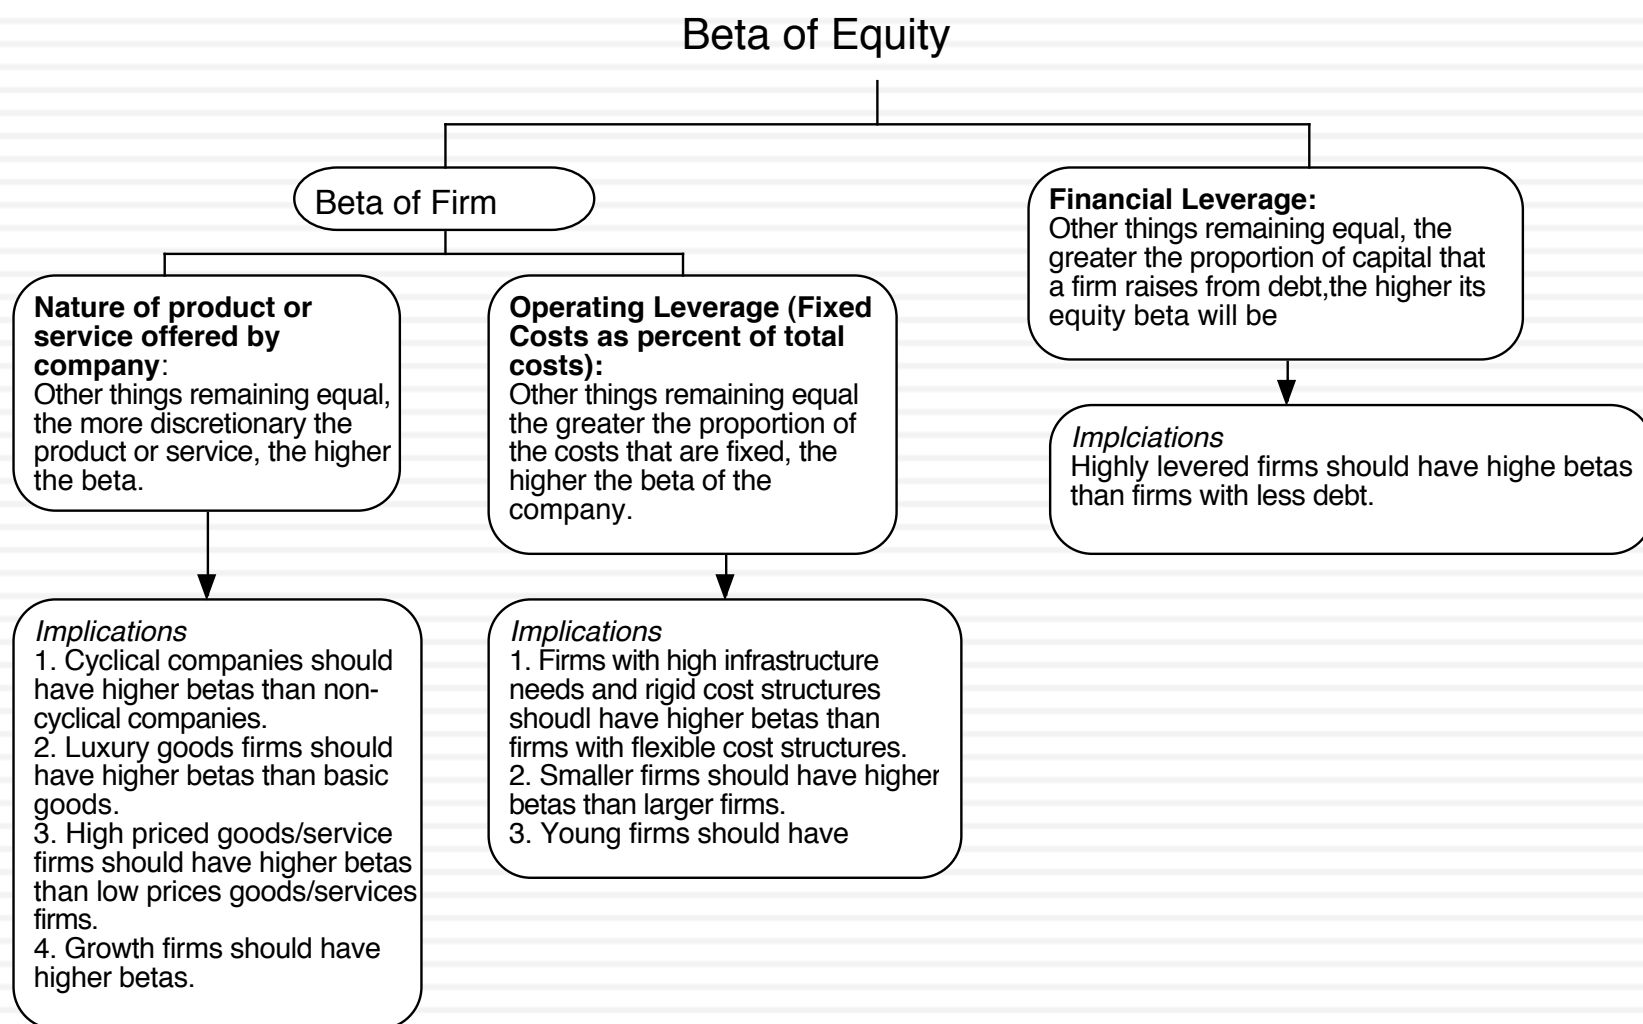 Beta of Equity
Beta of Firm
Nature of product or
service offered by
company:
Other things remaining equal,
the more discretionary the
product or service, the higher
the beta.
Operating Leverage (Fixed
Costs as percent of total
costs):
Other things remaining equal
the greater the proportion of
the costs that are fixed, the
higher the beta of the
company.
Financial Leverage:
Other things remaining equal, the
greater the proportion of capital that
a firm raises from debt,the higher its
equity beta will be
Implciations
Highly levered firms should have highe betas
than firms with less debt.
Implications
1. Cyclical companies should
have higher betas than non-
cyclical companies.
2. Luxury goods firms should
have higher betas than basic
goods.
3. High priced goods/service
firms should have higher betas
than low prices goods/services
firms.
4. Growth firms should have
higher betas.
Implications
1. Firms with high infrastructure
needs and rigid cost structures
shoudl have higher betas than
firms with flexible cost structures.
2. Smaller firms should have higher
betas than larger firms.
3. Young firms should have